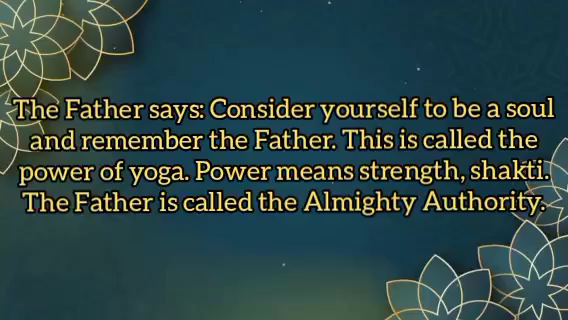 The Father says: Consider yourself to be a soul
and remember the Father. This is called the
power of yoga. Power means strength, shakti.
The Father is called the Almighty Authority.